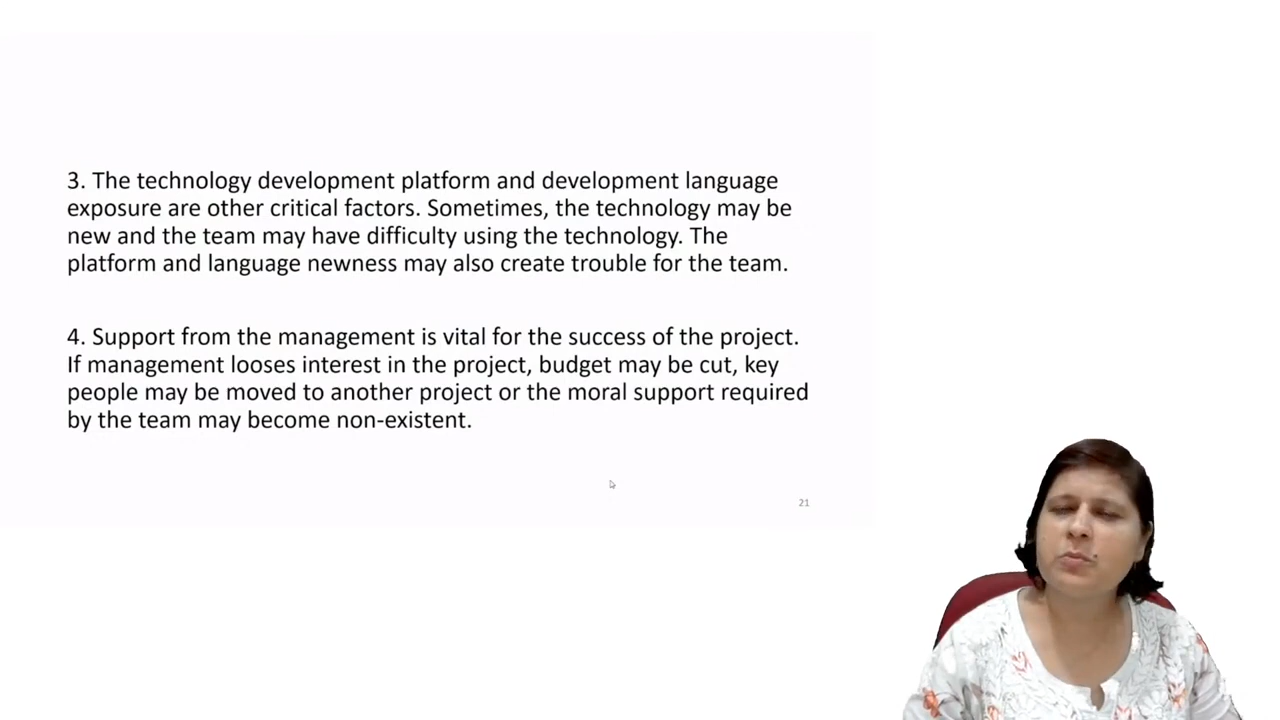 3. The technology development platform and development language
exposure are other critical factors. Sometimes, the technology may be
new and the team may have difficulty using the technology. The
platform and language newness may also create trouble for the team.
4. Support from the management is vital for the success of the project.
If management looses interest in the project, budget may be cut, key
people may be moved to another project or the moral support required
by the team may become non-existent.
21